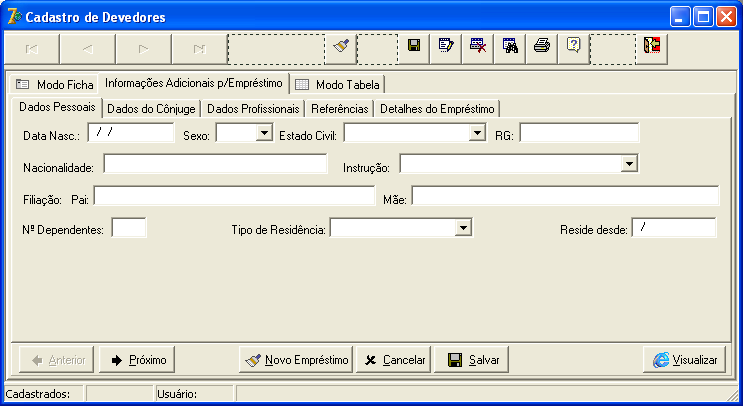 Cadastro de Devedores
Modo Ficha Informações Adicionais p/Empréstimo Modo Tabela
Dados Pessoais Dados do Cônjuge Dados Profissionais Referências Detalhes do Empréstimo
Data Nasc.: / / Sexo: Estado Civil: RG:
Nacionalidade: Instrução:
Filiação: Pai: Mãe:
Nº Dependentes: Tipo de Residência: Reside desde: /
Anterior Próximo Novo Empréstimo Cancelar Salvar Visualizar
Cadastrados: Usuário: